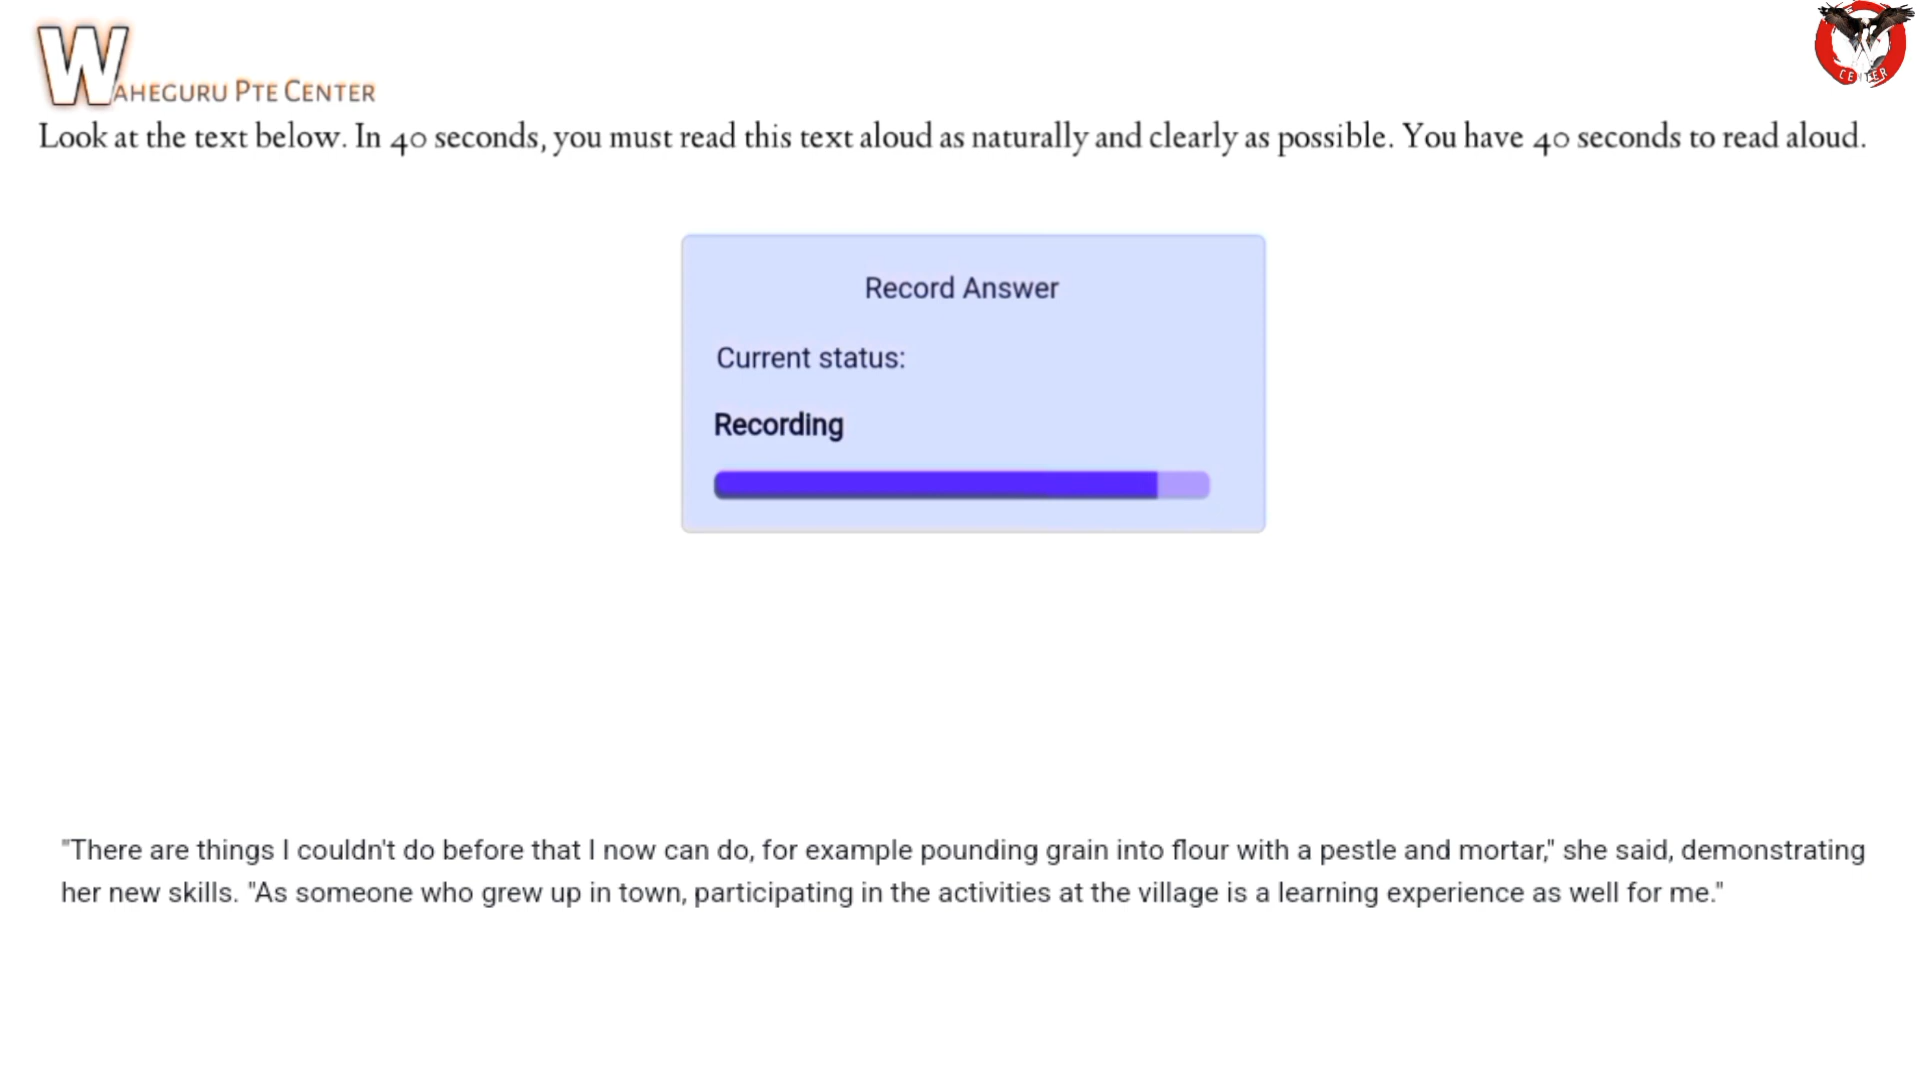 WAHEGURU PTE CENTER
CENTER
Look at the text below. In 40 seconds, you must read this text aloud as naturally and clearly as possible. You have 40 seconds to read aloud.
Record Answer
Current status:
Recording
"There are things I couldn't do before that I now can do, for example pounding grain into flour with a pestle and mortar," she said, demonstrating
her new skills. "As someone who grew up in town, participating in the activities at the village is a learning experience as well for me."